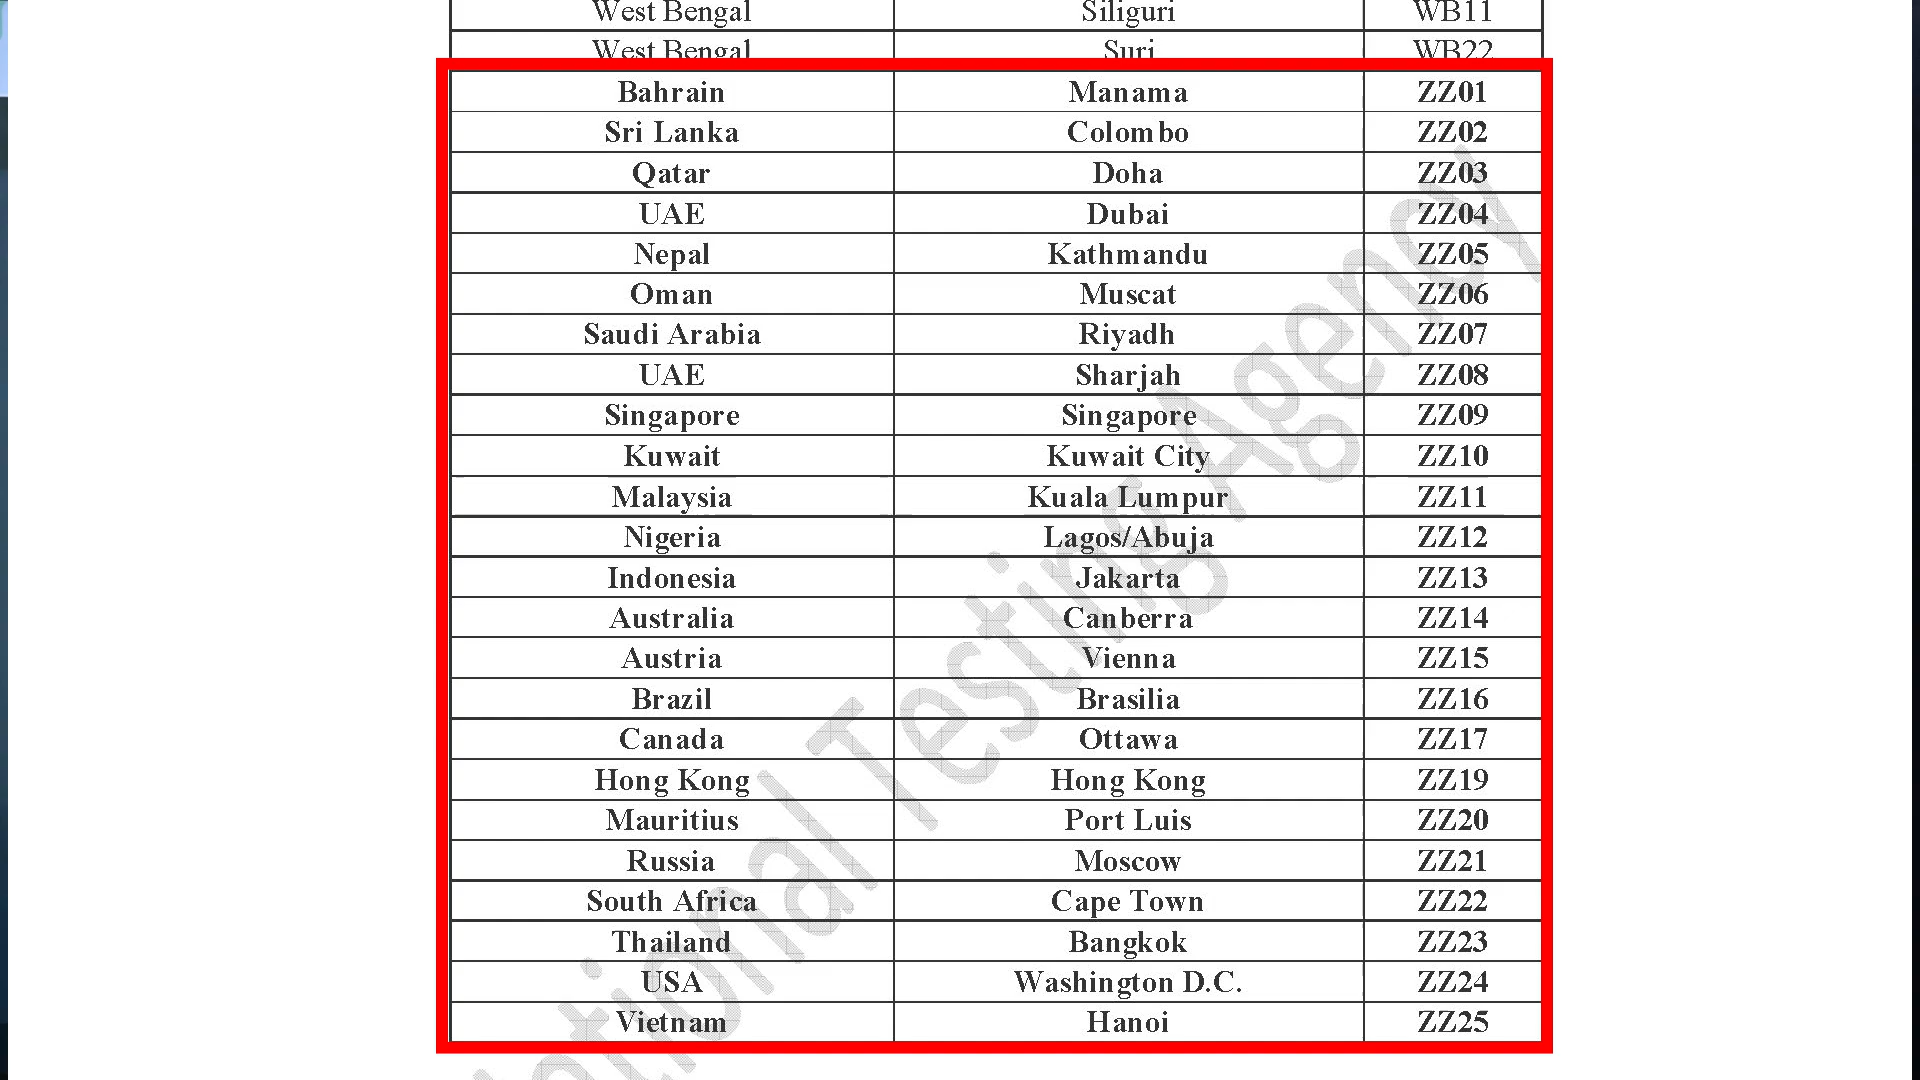 West Bengal Siliguri WB11
West Bengal Suri WB22
Bahrain Manama ZZ01
Sri Lanka Colombo ZZ02
Qatar Doha ZZ03
UAE Dubai ZZ04
Nepal Kathmandu ZZ05
Oman Muscat ZZ06
Saudi Arabia Riyadh ZZ07
UAE Sharjah ZZ08
Singapore Singapore ZZ09
Kuwait Kuwait City ZZ10
Malaysia Kuala Lumpur ZZ11
Nigeria Lagos/Abuja ZZ12
Indonesia Jakarta ZZ13
Australia Canberra ZZ14
Austria Vienna ZZ15
Brazil Brasilia ZZ16
Canada Ottawa ZZ17
Hong Kong Hong Kong ZZ19
Mauritius Port Luis ZZ20
Russia Moscow ZZ21
South Africa Cape Town ZZ22
Thailand Bangkok ZZ23
USA Washington D.C. ZZ24
Vietnam Hanoi ZZ25
ational Testing Agency